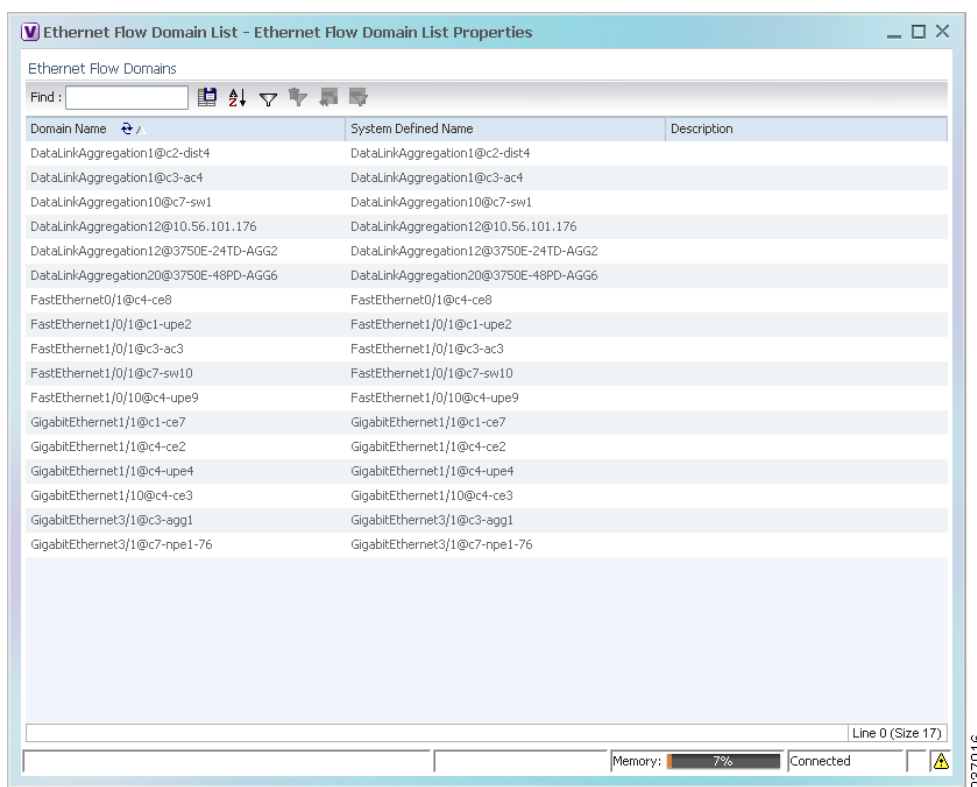 V Ethernet Flow Domain List - Ethernet Flow Domain List Properties
Ethernet Flow Domains
Find :
Domain Name System Defined Name Description
DataLinkAggregation1@c2-dist4 DataLinkAggregation1@c2-dist4
DataLinkAggregation1@c3-ac4 DataLinkAggregation1@c3-ac4
DataLinkAggregation10@c7-sw1 DataLinkAggregation10@c7-sw1
DataLinkAggregation12@10.56.101.176 DataLinkAggregation12@10.56.101.176
DataLinkAggregation12@3750E-24TD-AGG2 DataLinkAggregation12@3750E-24TD-AGG2
DataLinkAggregation20@3750E-48PD-AGG6 DataLinkAggregation20@3750E-48PD-AGG6
FastEthernet0/1@c4-ce8 FastEthernet0/1@c4-ce8
FastEthernet1/0/1@c1-upe2 FastEthernet1/0/1@c1-upe2
FastEthernet1/0/1@c3-ac3 FastEthernet1/0/1@c3-ac3
FastEthernet1/0/1@c7-sw10 FastEthernet1/0/1@c7-sw10
FastEthernet1/0/10@c4-upe9 FastEthernet1/0/10@c4-upe9
GigabitEthernet1/1@c1-ce7 GigabitEthernet1/1@c1-ce7
GigabitEthernet1/1@c4-ce2 GigabitEthernet1/1@c4-ce2
GigabitEthernet1/1@c4-upe4 GigabitEthernet1/1@c4-upe4
GigabitEthernet1/10@c4-ce3 GigabitEthernet1/10@c4-ce3
GigabitEthernet3/1@c3-agg1 GigabitEthernet3/1@c3-agg1
GigabitEthernet3/1@c7-npe1-76 GigabitEthernet3/1@c7-npe1-76
Line 0 (Size 17)
Memory: 7% Connected